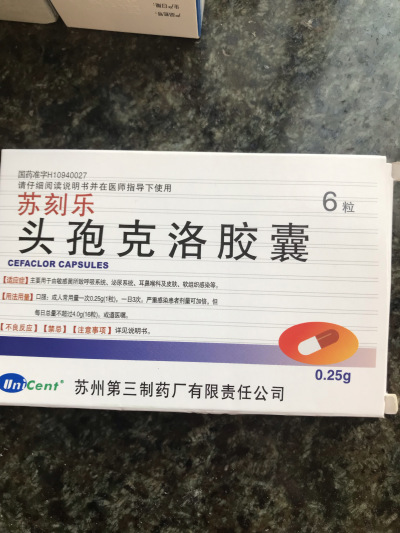 产品批号:
生产日期:
国药准字H10940027
请仔细阅读说明书并在医师指导下使用
苏刻乐
6粒
头孢克洛胶囊
CEFACLOR CAPSULES
【适应症】主要用于由敏感菌所致呼吸系统、泌尿系统、耳鼻喉科及皮肤、软组织感染等。
【用法用量】口服:成人常用量一次0.25g(1粒),一日3次。严重感染患者剂量可加倍,但
每日总量不超过4.0g(16粒),或遵医嘱。
【不良反应】【禁忌】【注意事项】详见说明书。
0.25g
UniCent®
苏州第三制药厂有限责任公司